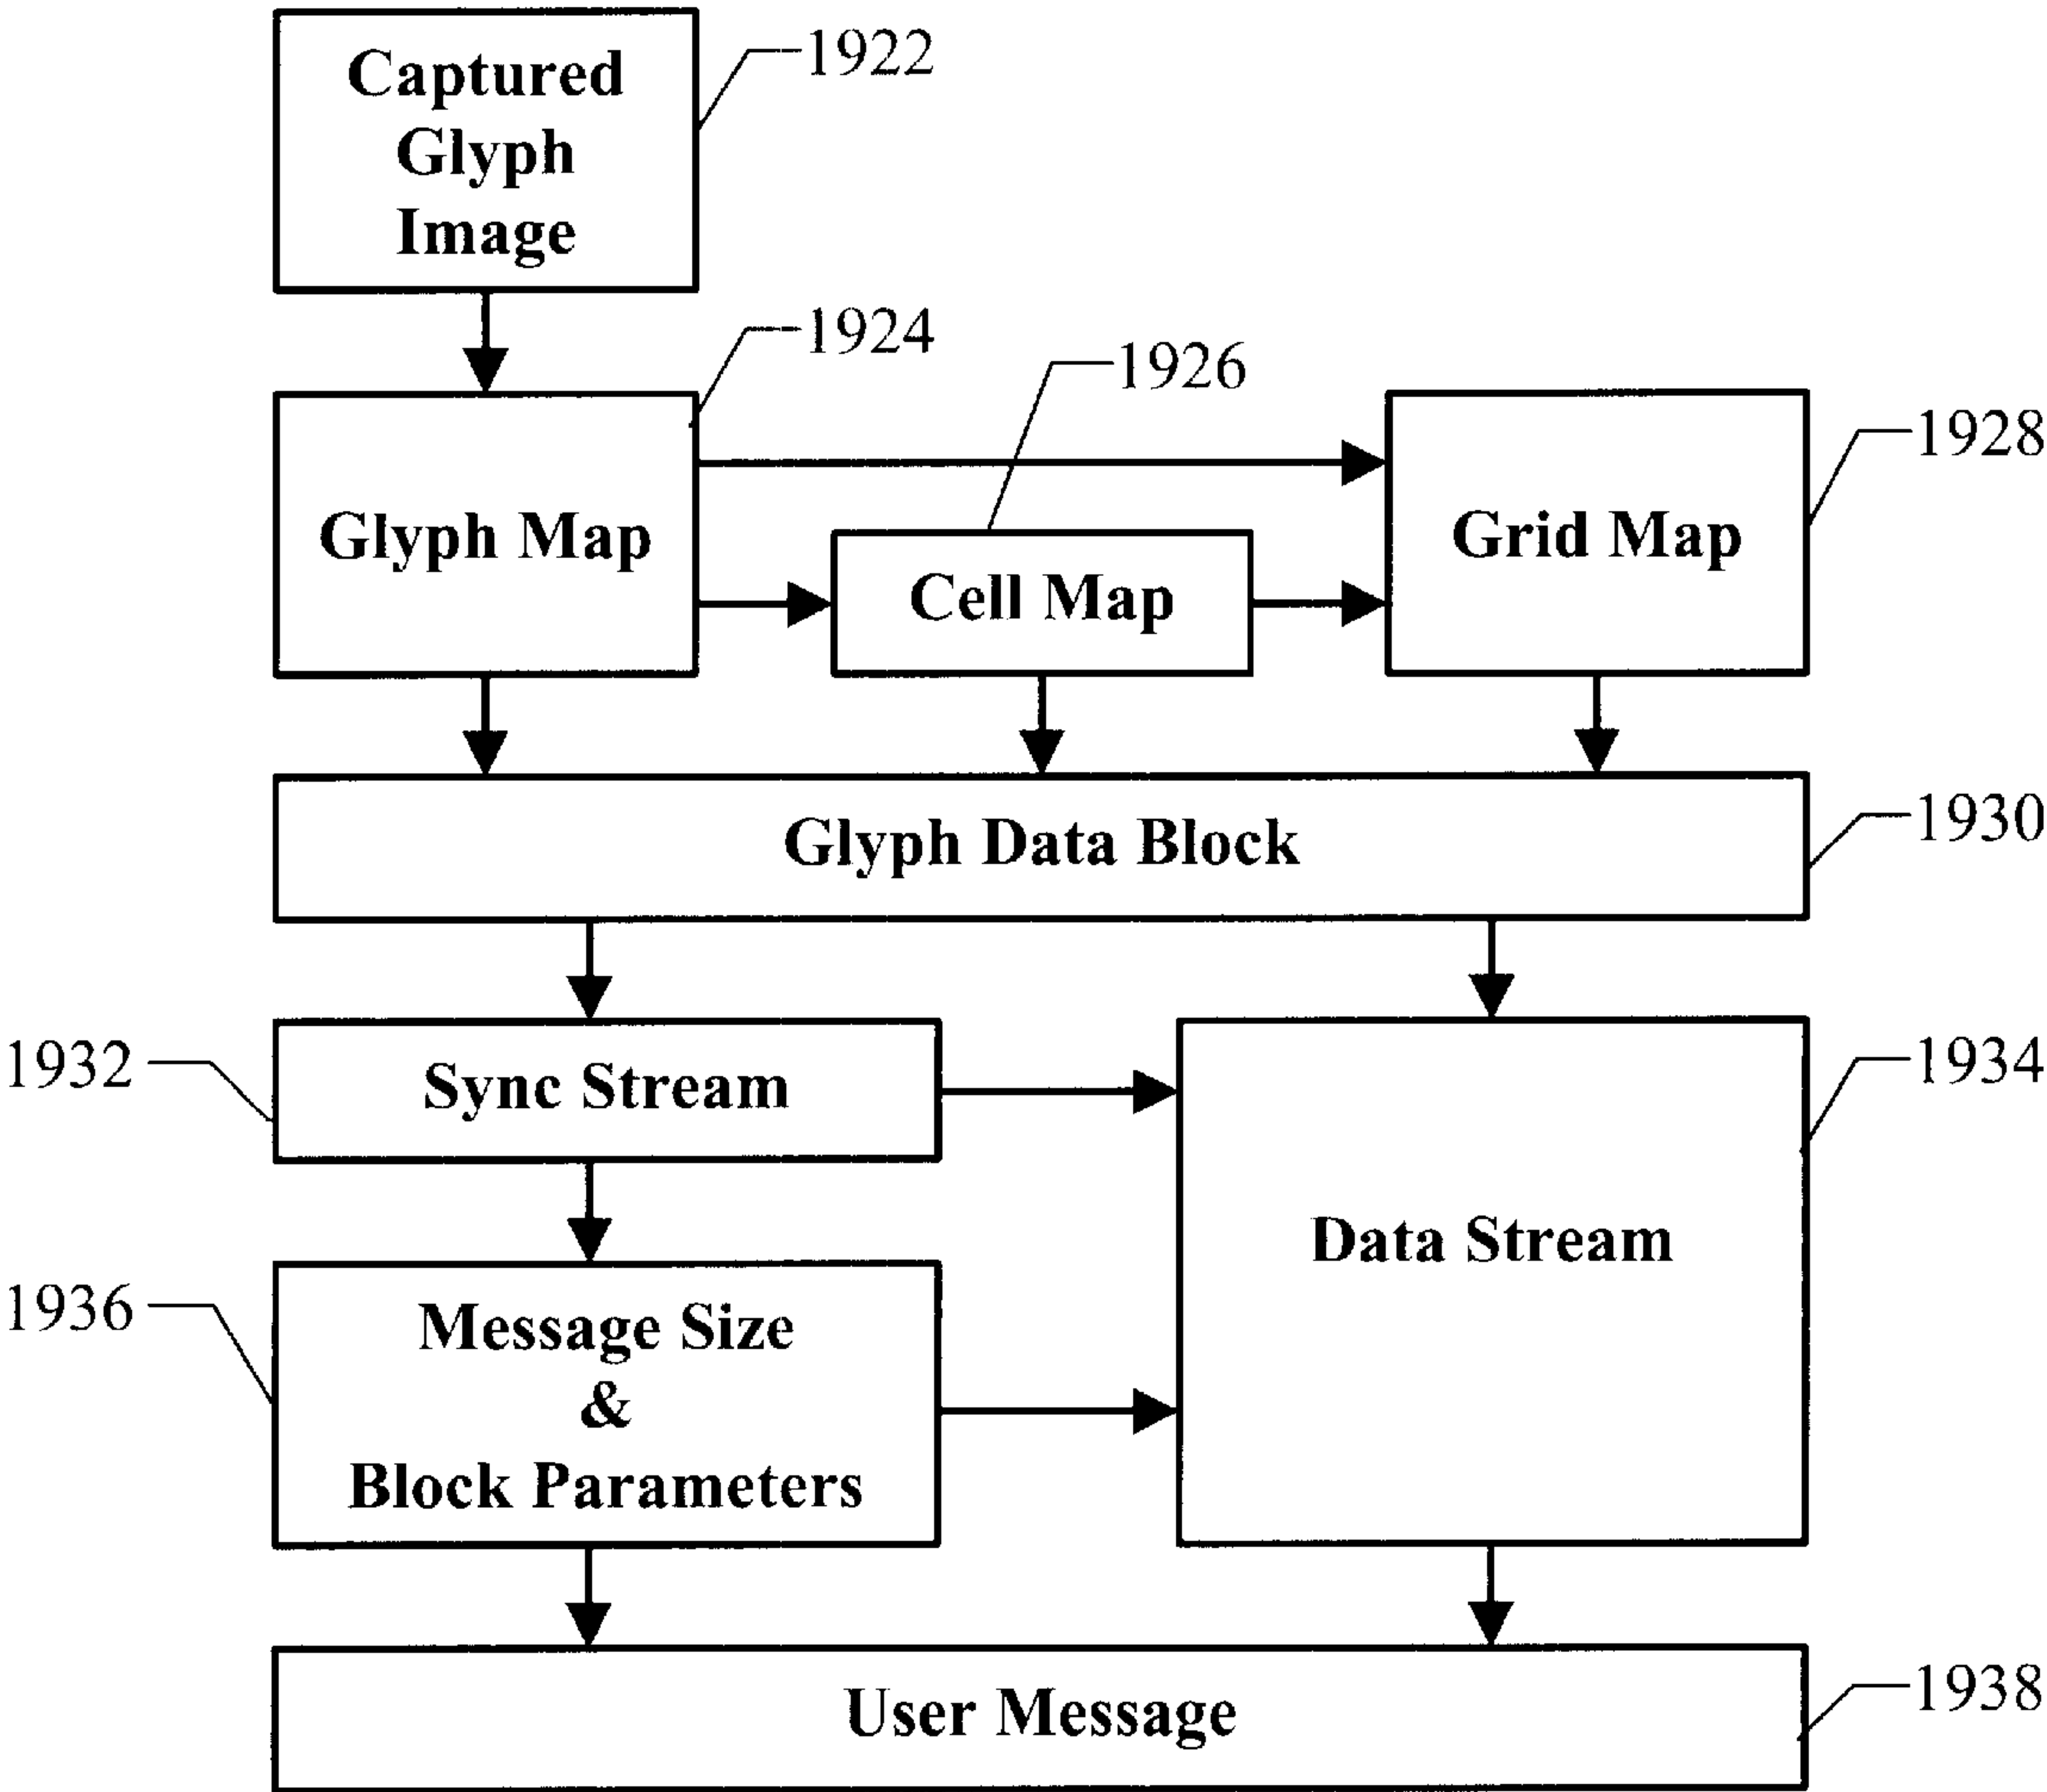 Captured
Glyph
Image
1922
1924
1926
1928
Glyph Map
Cell Map
Grid Map
Glyph Data Block
1930
1932
Sync Stream
1934
Data Stream
1936
Message Size
&
Block Parameters
User Message
1938